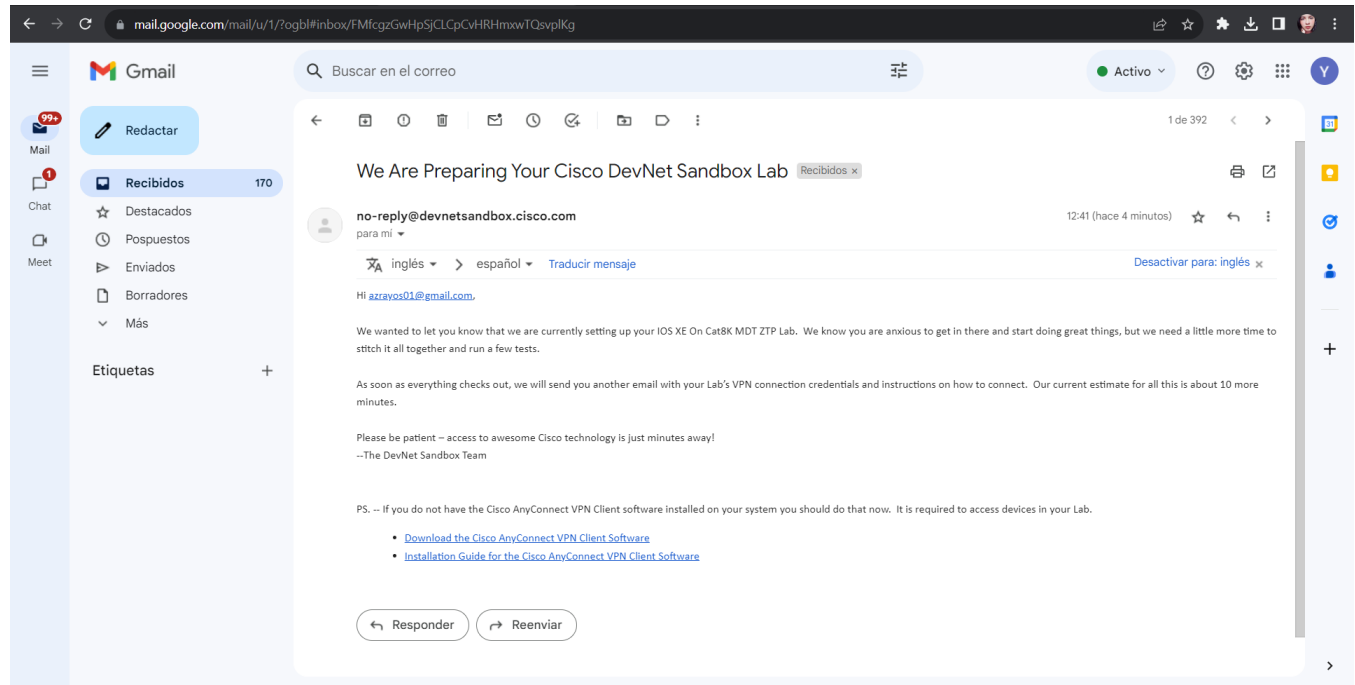 mail.google.com/mail/u/1/?ogbl#inbox/FMfcgzGwHpSjCLCpCvHRHmxwTQsvplKg
Gmail
Buscar en el correo
Activo
Y
99+
Mail
1
Chat
Meet
Redactar
Recibidos 170
Destacados
Pospuestos
Enviados
Borradores
Más
Etiquetas
1 de 392
31
We Are Preparing Your Cisco DevNet Sandbox Lab Recibidos ×
no-reply@devnetsandbox.cisco.com 12:41 (hace 4 minutos)
para mí
inglés > español Traducir mensaje Desactivar para: inglés ×
Hi azrayos01@gmail.com,
We wanted to let you know that we are currently setting up your IOS XE On Cat8K MDT ZTP Lab. We know you are anxious to get in there and start doing great things, but we need a little more time to
stitch it all together and run a few tests.
As soon as everything checks out, we will send you another email with your Lab's VPN connection credentials and instructions on how to connect. Our current estimate for all this is about 10 more
minutes.
Please be patient – access to awesome Cisco technology is just minutes away!
--The DevNet Sandbox Team
PS. -- If you do not have the Cisco AnyConnect VPN Client software installed on your system you should do that now. It is required to access devices in your Lab.
• Download the Cisco AnyConnect VPN Client Software
• Installation Guide for the Cisco AnyConnect VPN Client Software
Responder
Reenviar